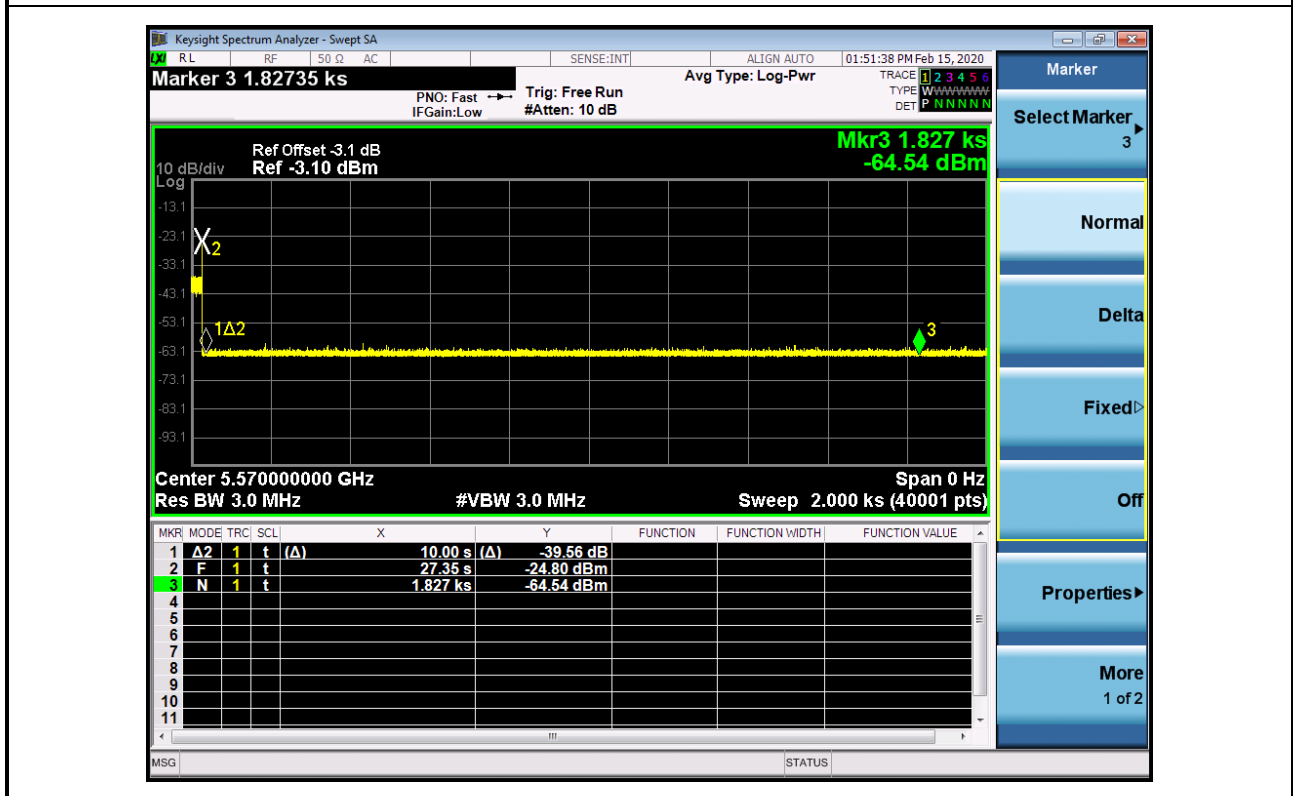 Keysight Spectrum Analyzer - Swept SA
LXI RL RF 50 Ω AC SENSE:INT ALIGN AUTO 01:51:38 PM Feb 15, 2020
Marker 3 1.82735 ks
PNO: Fast
IFGain:Low
Trig: Free Run
#Atten: 10 dB
Avg Type: Log-Pwr
TRACE 1 2 3 4 5 6
TYPE WWWWWW
DET P N N N N N
Ref Offset -3.1 dB
10 dB/div Ref -3.10 dBm
Log
Mkr3 1.827 ks
-64.54 dBm
-13.1
-23.1
-33.1
-43.1
-53.1
-63.1
-73.1
-83.1
-93.1
2
1Δ2
3
Center 5.570000000 GHz Span 0 Hz
Res BW 3.0 MHz #VBW 3.0 MHz Sweep 2.000 ks (40001 pts)
MKR MODE TRC SCL X Y FUNCTION FUNCTION WIDTH FUNCTION VALUE
1 Δ2 1 t (Δ) 10.00 s (Δ) -39.56 dB
2 F 1 t 27.35 s -24.80 dBm
3 N 1 t 1.827 ks -64.54 dBm
4
5
6
7
8
9
10
11
MSG STATUS
Marker
Select Marker
3
Normal
Delta
Fixed
Off
Properties
More
1 of 2